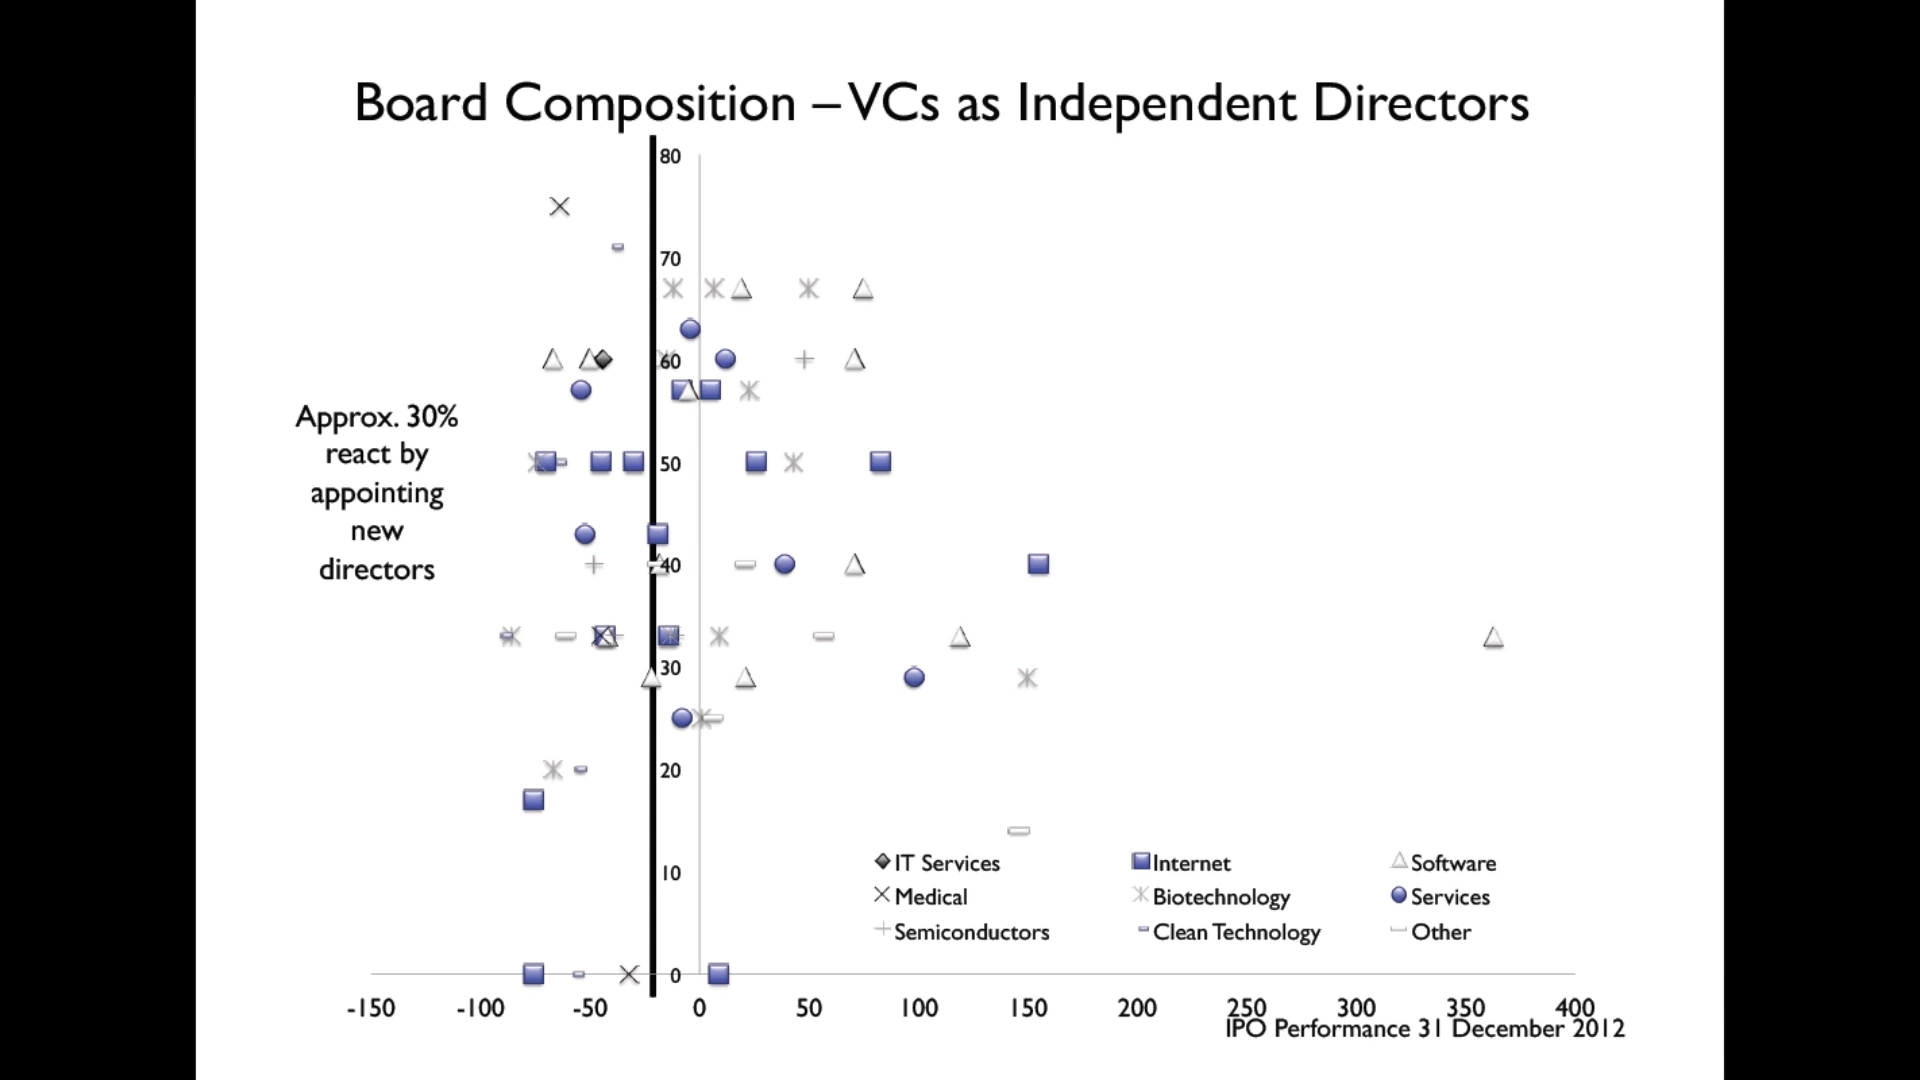 Board Composition – VCs as Independent Directors
80
70
60
50
40
30
20
10
0
Approx. 30%
react by
appointing
new
directors
IT Services
Internet
Software
Medical
Biotechnology
Services
Semiconductors
Clean Technology
Other
-150 -100 -50 0 50 100 150 200 250 300 350 400
IPO Performance 31 December 2012